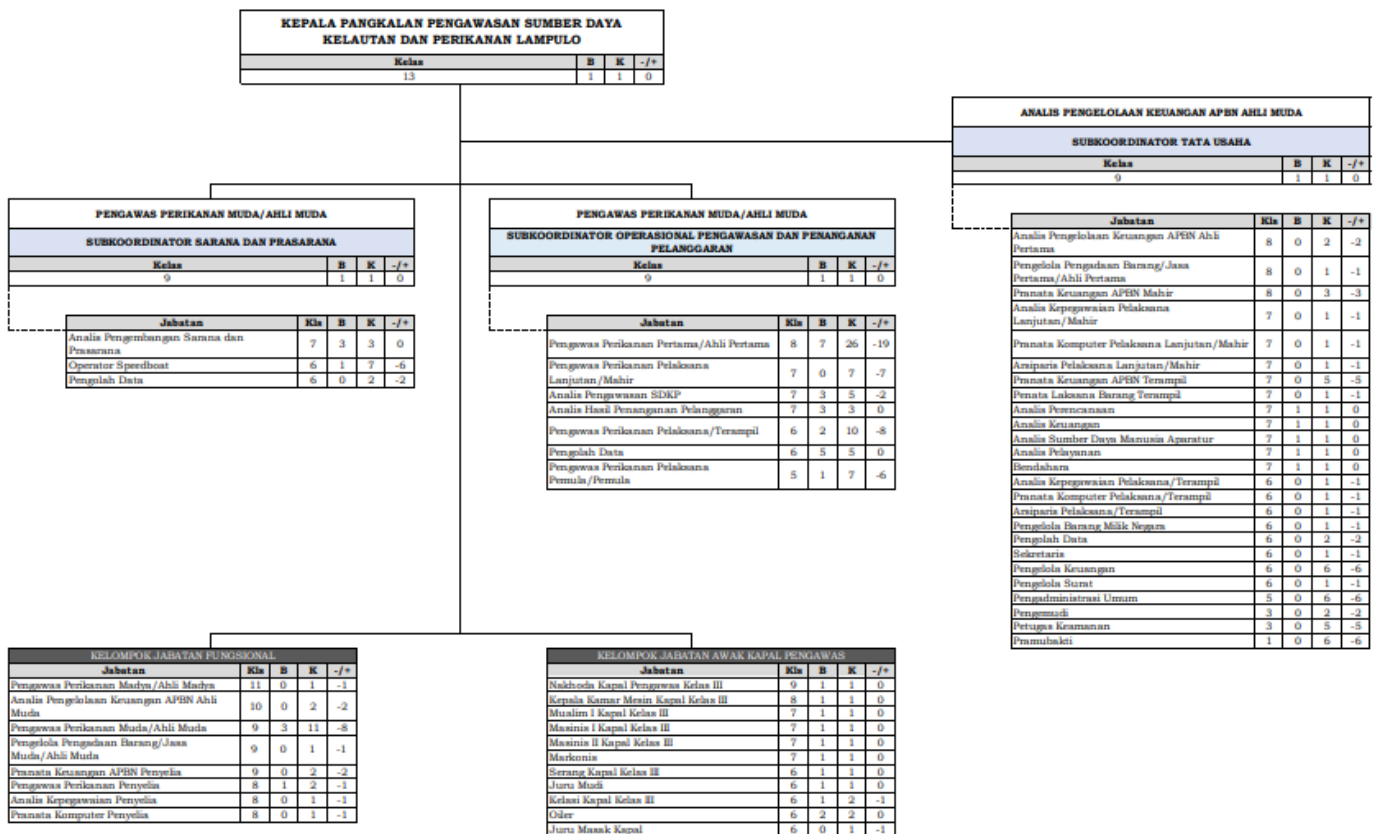 KEPALA PANGKALAN PENGAWASAN SUMBER DAYA
KELAUTAN DAN PERIKANAN LAMPULO
Kelas B K -/+
13 1 1 0
ANALIS PENGELOLAAN KEUANGAN APBN AHLI MUDA
SUBKOORDINATOR TATA USAHA
Kelas B K -/+
9 1 1 0
PENGAWAS PERIKANAN MUDA/AHLI MUDA
SUBKOORDINATOR SARANA DAN PRASARANA
Kelas B K -/+
9 1 1 0
Jabatan Kls B K -/+
Analis Pengembangan Sarana dan
Prasarana 7 3 3 0
Operator Speedboat 6 1 7 -6
Pengolah Data 6 0 2 -2
PENGAWAS PERIKANAN MUDA/AHLI MUDA
SUBKOORDINATOR OPERASIONAL PENGAWASAN DAN PENANGANAN
PELANGGARAN
Kelas B K -/+
9 1 1 0
Jabatan Kls B K -/+
Pengawas Perikanan Pertama/Ahli Pertama 8 7 26 -19
Pengawas Perikanan Pelaksana
Lanjutan/Mahir 7 0 7 -7
Analis Pengawasan SDKP 7 3 5 -2
Analis Hasil Penanganan Pelanggaran 7 3 3 0
Pengawas Perikanan Pelaksana/Terampil 6 2 10 -8
Pengolah Data 6 5 5 0
Pengawas Perikanan Pelaksana
Pemula/Pemula 5 1 7 -6
Jabatan Kls B K -/+
Analis Pengelolaan Keuangan APBN Ahli
Pertama 8 0 2 -2
Pengelola Pengadaan Barang/Jasa
Pertama/Ahli Pertama 8 0 1 -1
Pranata Keuangan APBN Mahir 8 0 3 -3
Analis Kepegawaian Pelaksana
Lanjutan/Mahir 7 0 1 -1
Pranata Komputer Pelaksana Lanjutan/Mahir 7 0 1 -1
Arsiparis Pelaksana Lanjutan/Mahir 7 0 1 -1
Pranata Keuangan APBN Terampil 7 0 5 -5
Penata Laksana Barang Terampil 7 0 1 -1
Analis Perencanaan 7 1 1 0
Analis Keuangan 7 1 1 0
Analis Sumber Daya Manusia Aparatur 7 1 1 0
Analis Pelayanan 7 1 1 0
Bendahara 7 1 1 0
Analis Kepegawaian Pelaksana/Terampil 6 0 1 -1
Pranata Komputer Pelaksana/Terampil 6 0 1 -1
Arsiparis Pelaksana/Terampil 6 0 1 -1
Pengelola Barang Milik Negara 6 0 1 -1
Pengolah Data 6 0 2 -2
Sekretaris 6 0 1 -1
Pengelola Keuangan 6 0 6 -6
Pengelola Surat 6 0 1 -1
Pengadministrasi Umum 5 0 6 -6
Pengemudi 3 0 2 -2
Petugas Keamanan 3 0 5 -5
Pramubakti 1 0 6 -6
KELOMPOK JABATAN FUNGSIONAL
Jabatan Kls B K -/+
Pengawas Perikanan Madya/Ahli Madya 11 0 1 -1
Analis Pengelolaan Keuangan APBN Ahli
Muda 10 0 2 -2
Pengawas Perikanan Muda/Ahli Muda 9 3 11 -8
Pengelola Pengadaan Barang/Jasa
Muda/Ahli Muda 9 0 1 -1
Pranata Keuangan APBN Penyelia 9 0 2 -2
Pengawas Perikanan Penyelia 8 1 2 -1
Analis Kepegawaian Penyelia 8 0 1 -1
Pranata Komputer Penyelia 8 0 1 -1
KELOMPOK JABATAN AWAK KAPAL PENGAWAS
Jabatan Kls B K -/+
Nakhoda Kapal Pengawas Kelas III 9 1 1 0
Kepala Kamar Mesin Kapal Kelas III 8 1 1 0
Mualim I Kapal Kelas III 7 1 1 0
Masinis I Kapal Kelas III 7 1 1 0
Masinis II Kapal Kelas III 7 1 1 0
Markonis 7 1 1 0
Serang Kapal Kelas III 6 1 1 0
Juru Mudi 6 1 1 0
Kelasi Kapal Kelas III 6 1 2 -1
Oiler 6 2 2 0
Juru Masak Kapal 6 0 1 -1